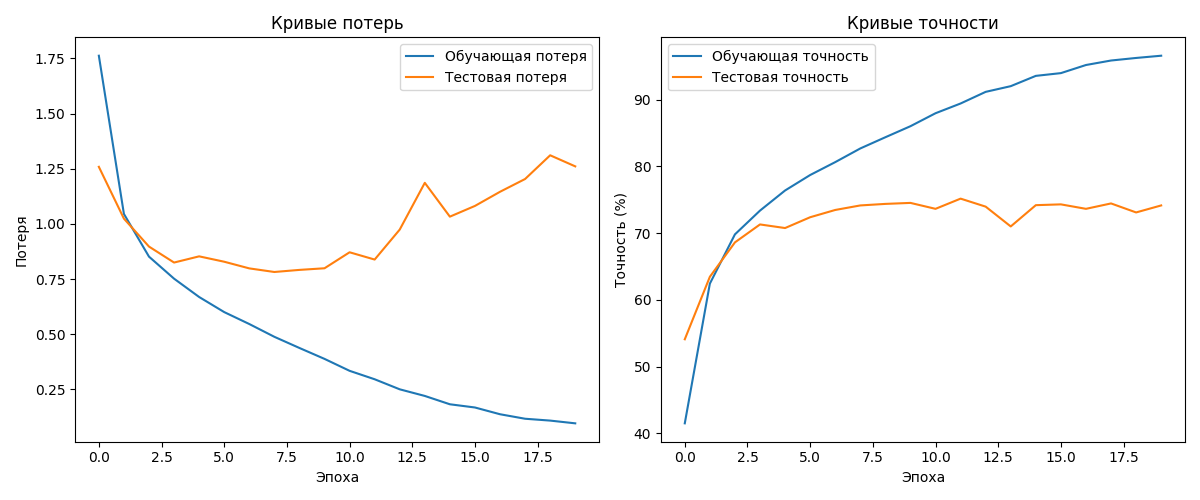 Кривые потерь
Потеря
1.75
1.50
1.25
1.00
0.75
0.50
0.25
Обучающая потеря
Тестовая потеря
0.0 2.5 5.0 7.5 10.0 12.5 15.0 17.5
Эпоха
Кривые точности
Точность (%)
90
80
70
60
50
40
Обучающая точность
Тестовая точность
0.0 2.5 5.0 7.5 10.0 12.5 15.0 17.5
Эпоха